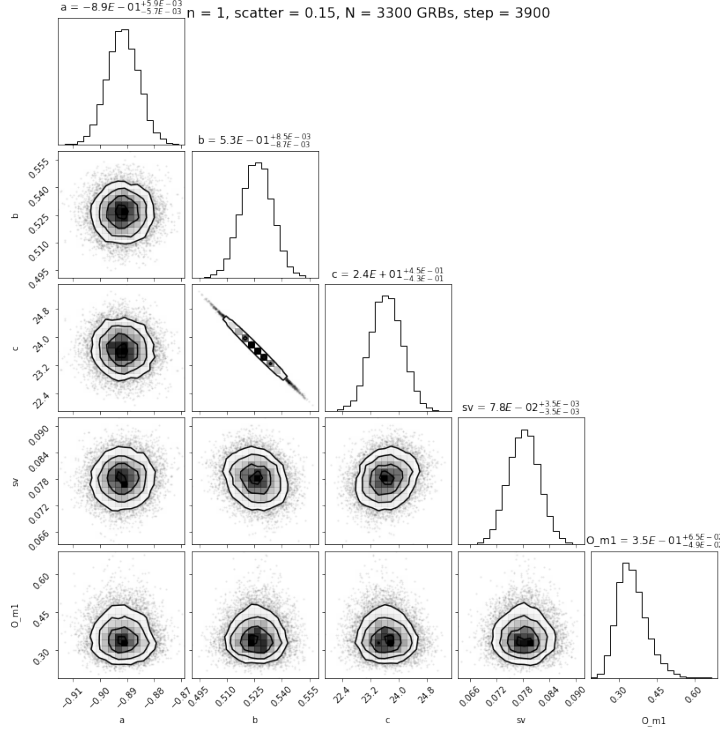 a = −8.9E − 01 +5.9E−03 −5.7E−03
n = 1, scatter = 0.15, N = 3300 GRBs, step = 3900
b = 5.3E − 01 +8.5E−03 −8.7E−03
0.555
0.540
0.525
0.510
0.495
b
c = 2.4E + 01 +4.5E−01 −4.3E−01
24.8
24.0
23.2
22.4
c
sv = 7.8E − 02 +3.5E−03 −3.5E−03
0.090
0.084
0.078
0.072
0.066
sv
O_m1 = 3.5E − 01 +6.5E−02 −4.9E−02
0.60
0.45
0.30
O_m1
−0.91 −0.90 −0.89 −0.88 −0.87
0.495 0.510 0.525 0.540 0.555
22.4 23.2 24.0 24.8
0.066 0.072 0.078 0.084 0.090
0.30 0.45 0.60
a b c sv O_m1